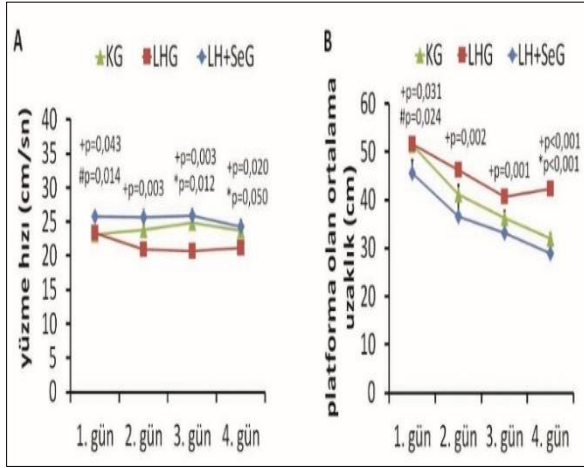 A
KG LHG LH+SeG
yüzme hızı (cm/sn)
40
35
30
25
20
15
10
5
0
+p=0,043
#p=0,014
+p=0,003
+p=0,003
*p=0,012
+p=0,020
*p=0,050
1. gün 2. gün 3. gün 4. gün
B
KG LHG LH+SeG
platforma olan ortalama
uzaklık (cm)
60
50
40
30
20
10
0
+p=0,031
#p=0,024
+p=0,002
+p=0,001
+p<0,001
*p<0,001
1. gün 2. gün 3. gün 4. gün